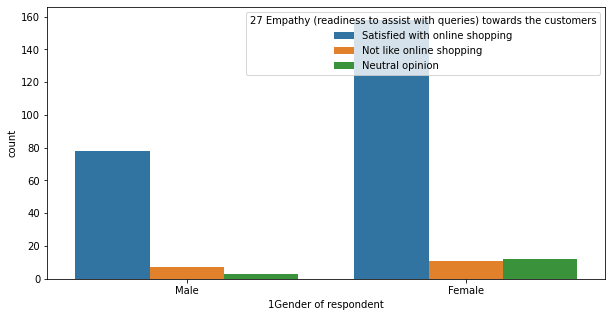 27 Empathy (readiness to assist with queries) towards the customers
Satisfied with online shopping
Not like online shopping
Neutral opinion
160
140
120
100
80
60
40
20
0
count
Male
Female
1Gender of respondent